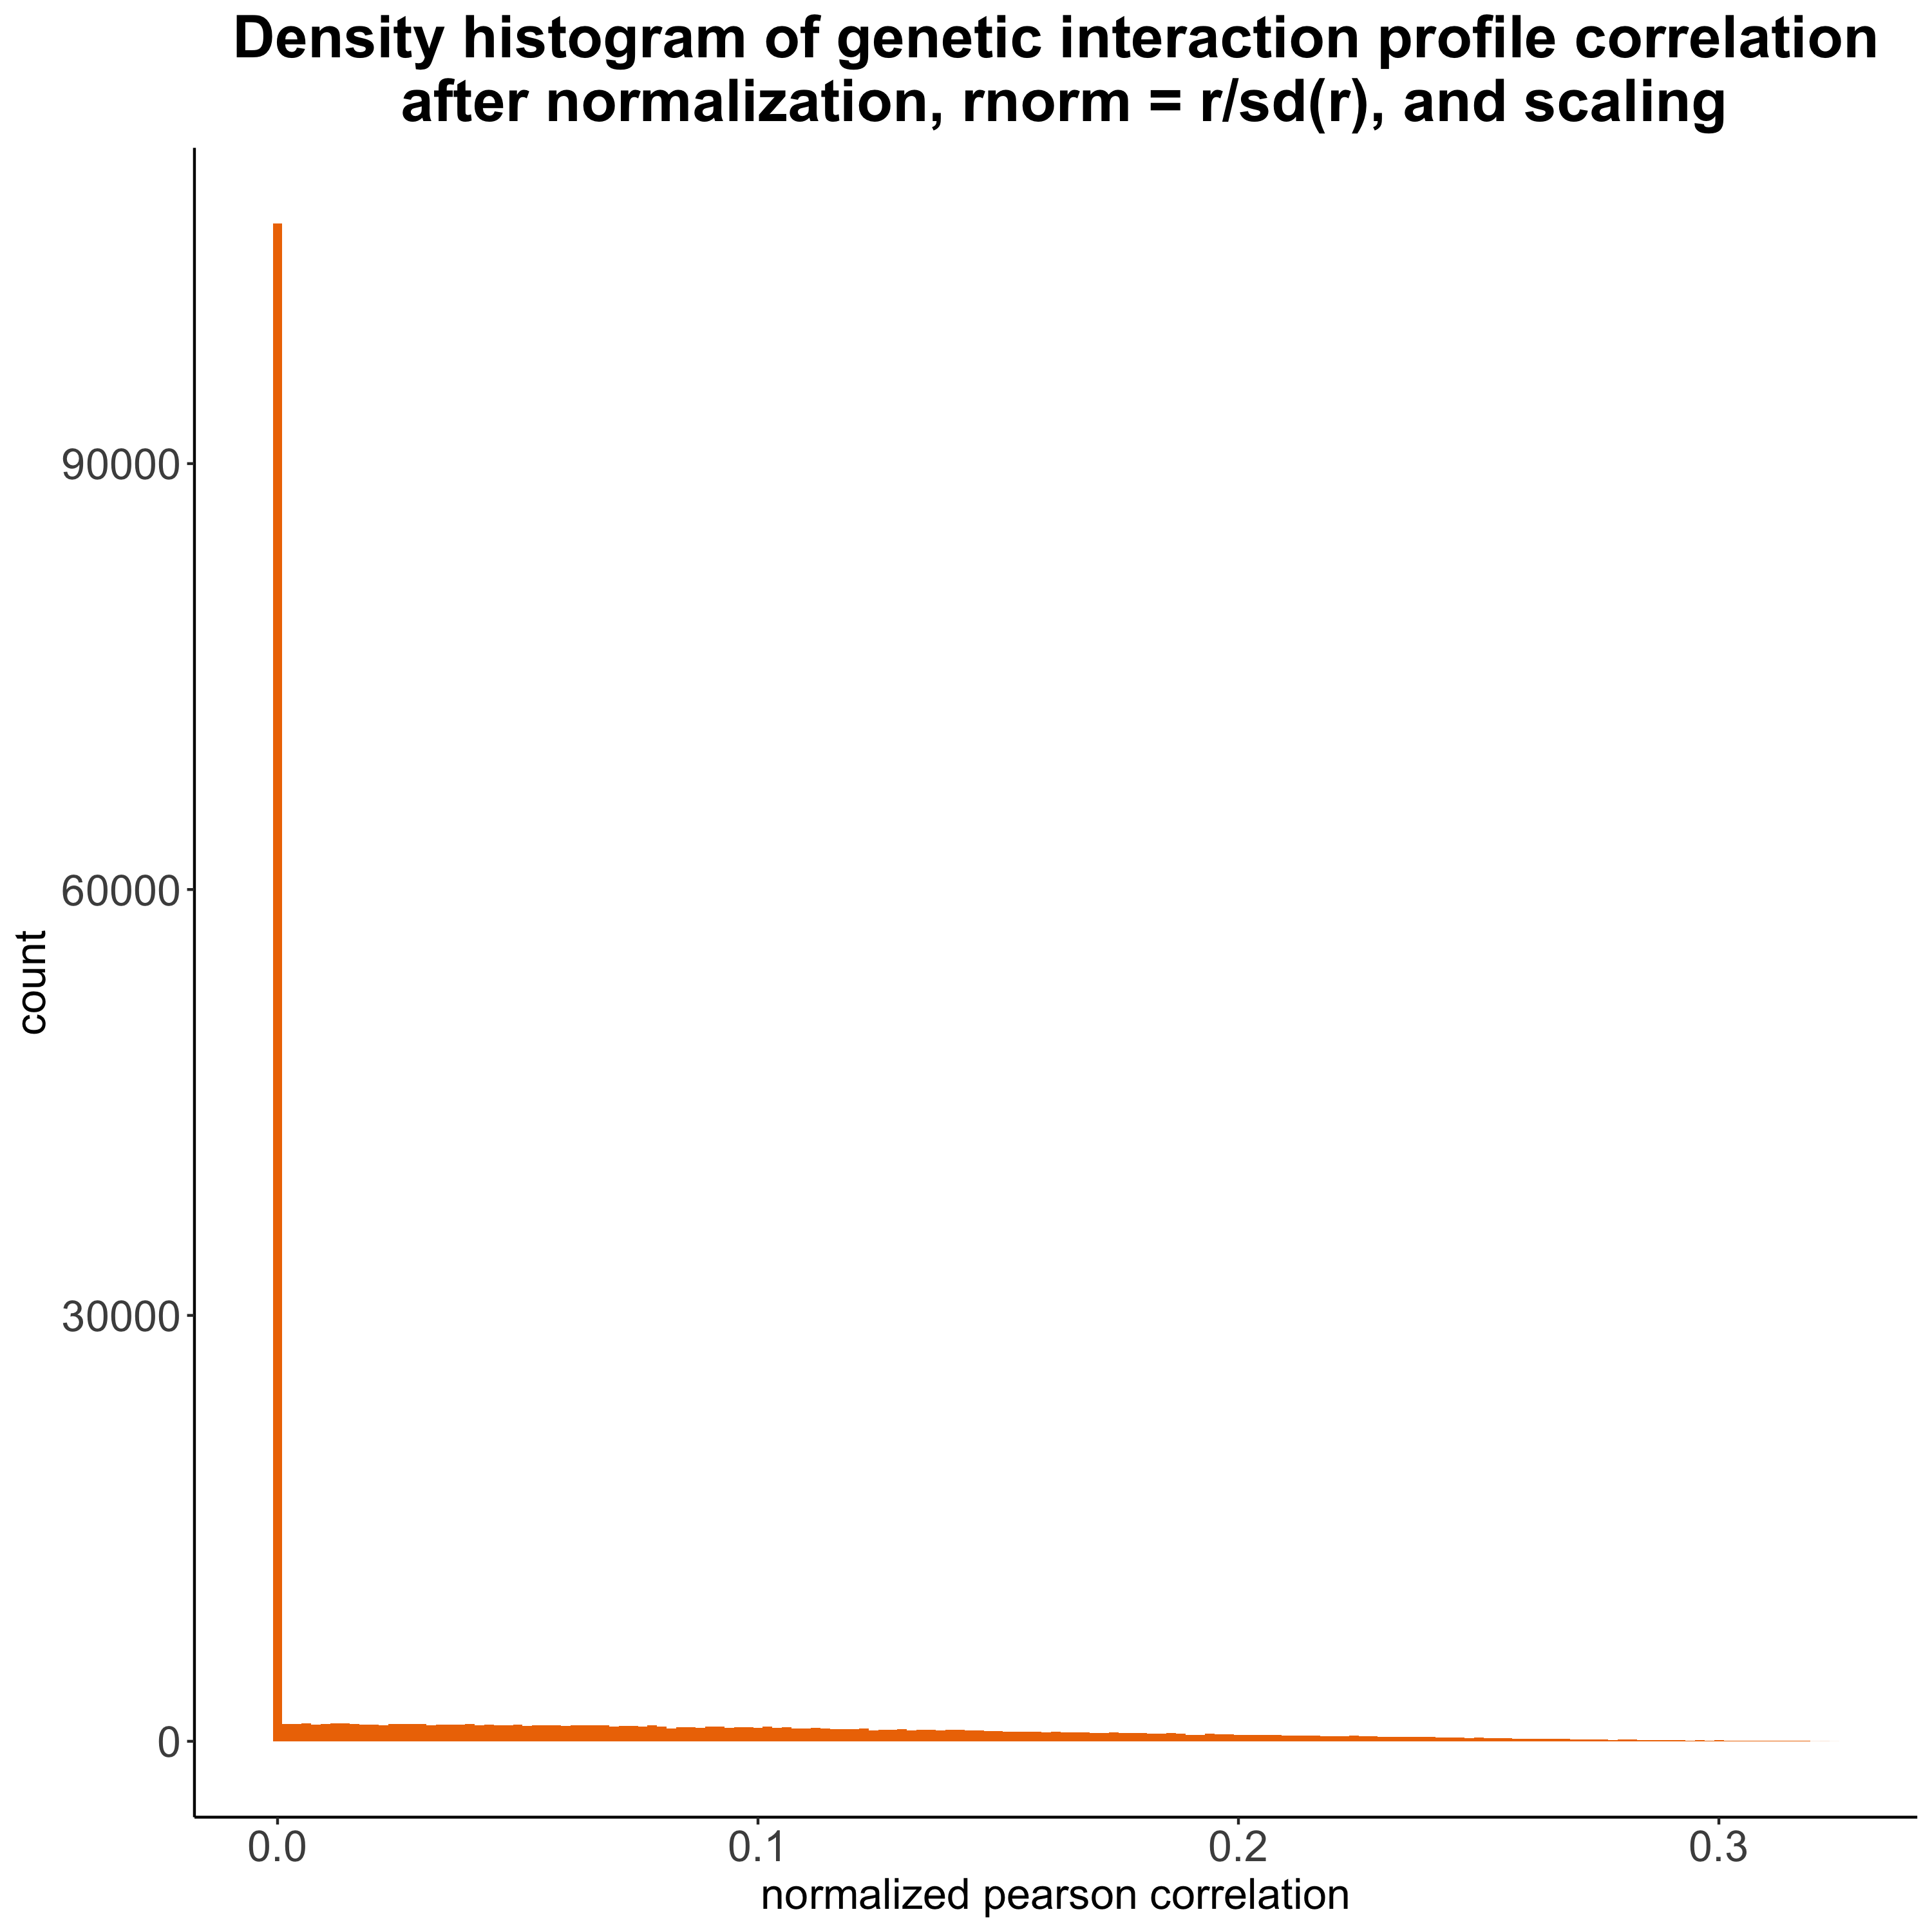 Density histogram of genetic interaction profile correlation
after normalization, rnorm = r/sd(r), and scaling
90000
60000
30000
0
count
0.0
0.1
0.2
0.3
normalized pearson correlation